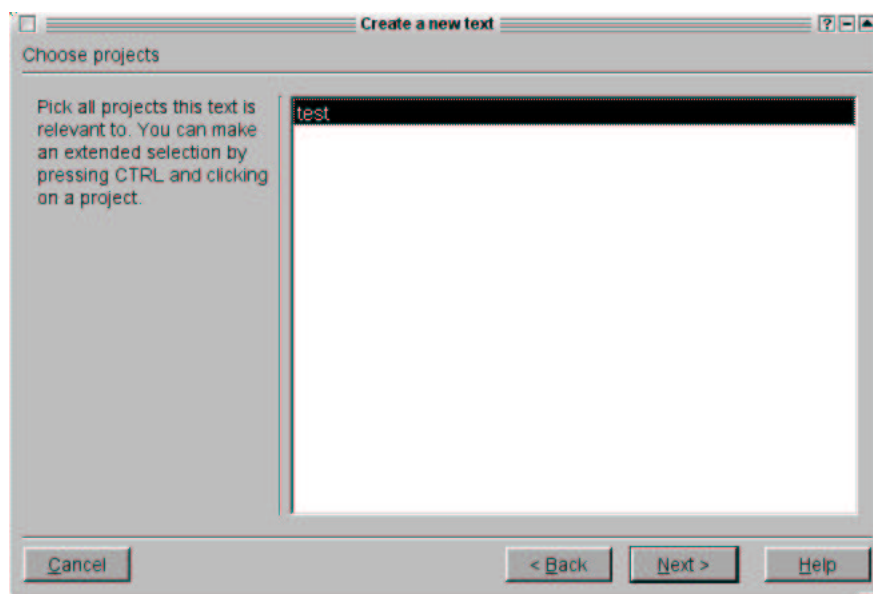 Create a new text
Choose projects
Pick all projects this text is
relevant to. You can make
an extended selection by
pressing CTRL and clicking
on a project.
test
Cancel
< Back
Next >
Help